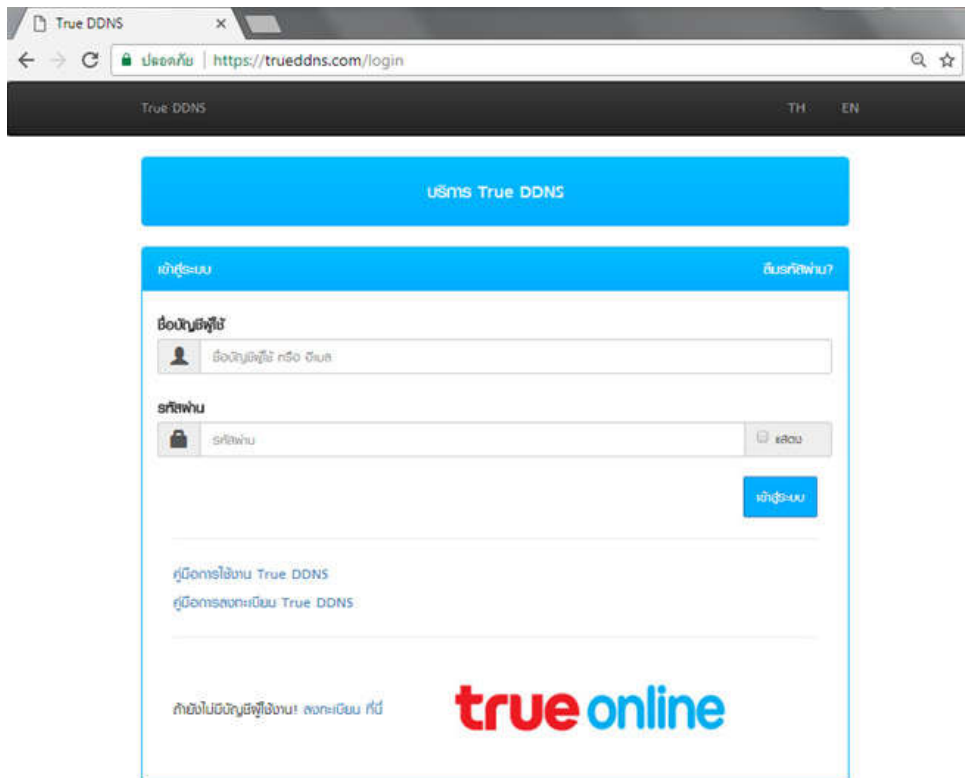 True DDNS
ปลอดภัย | https://trueddns.com/login
True DDNS TH EN
บริการ True DDNS
เข้าสู่ระบบ ลืมรหัสผ่าน?
ชื่อบัญชีผู้ใช้
ชื่อบัญชีผู้ใช้ หรือ อีเมล
รหัสผ่าน
รหัสผ่าน แสดง
เข้าสู่ระบบ
คู่มือการใช้งาน True DDNS
คู่มือการลงทะเบียน True DDNS
ถ้ายังไม่มีบัญชีผู้ใช้งาน! ลงทะเบียน ที่นี่
true online